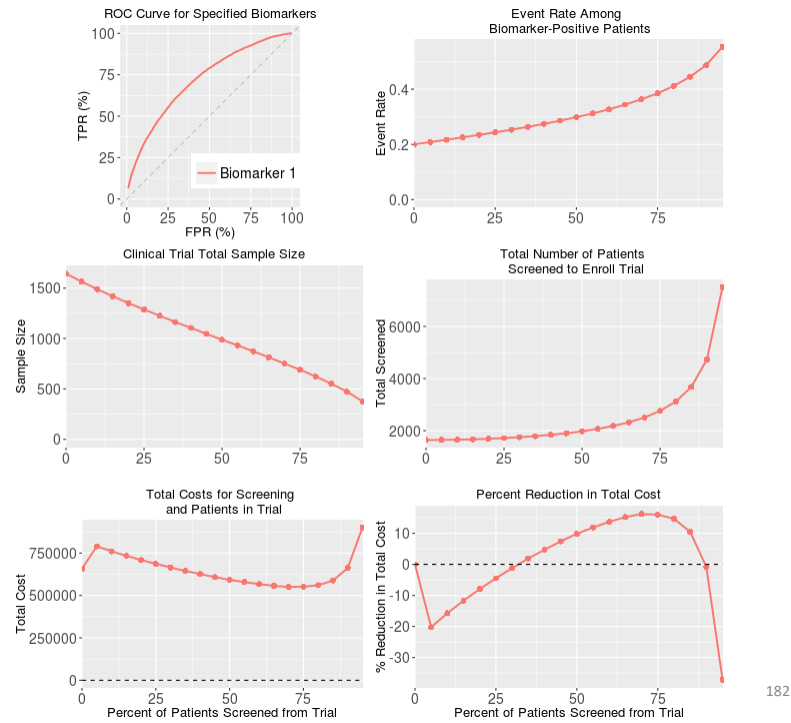 ROC Curve for Specified Biomarkers
100
75
50
25
0
TPR (%)
Biomarker 1
0 25 50 75 100
FPR (%)
Event Rate Among
Biomarker-Positive Patients
0.4
0.2
0.0
Event Rate
0 25 50 75
Clinical Trial Total Sample Size
1500
1000
500
0
Sample Size
0 25 50 75
Total Number of Patients
Screened to Enroll Trial
6000
4000
2000
Total Screened
0 25 50 75
Total Costs for Screening
and Patients in Trial
750000
500000
250000
0
Total Cost
0 25 50 75
Percent of Patients Screened from Trial
Percent Reduction in Total Cost
10
0
-10
-20
-30
% Reduction in Total Cost
0 25 50 75
Percent of Patients Screened from Trial
182